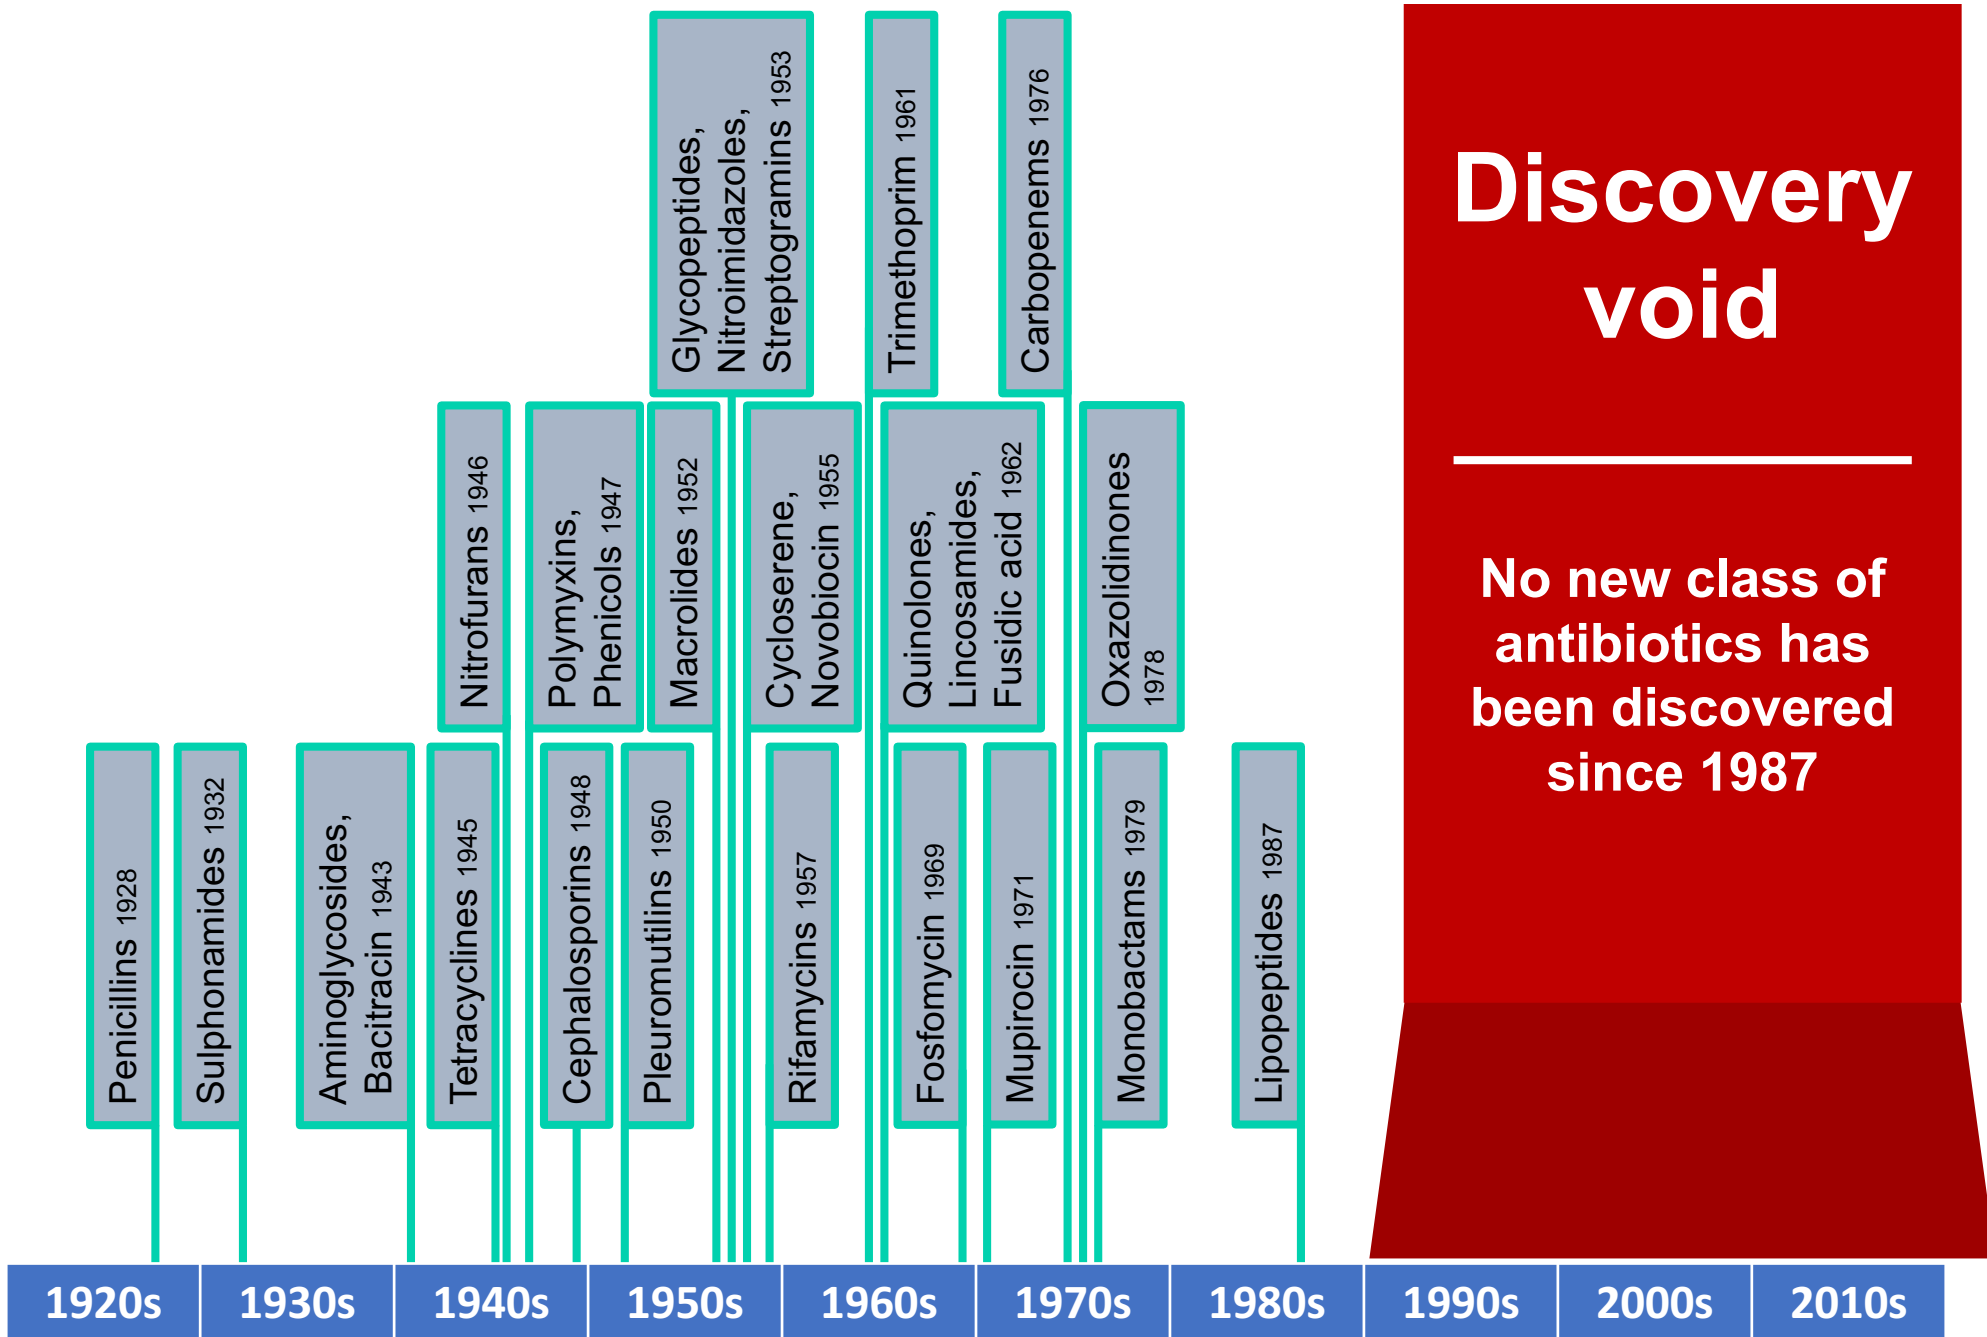 Glycopeptides,
Nitroimidazoles,
Streptogramins 1953
Trimethoprim 1961
Carbopenems 1976
Nitrofurans 1946
Polymyxins,
Phenicols 1947
Macrolides 1952
Cycloserene,
Novobiocin 1955
Quinolones,
Lincosamides,
Fusidic acid 1962
Oxazolidinones
1978
Penicillins 1928
Sulphonamides 1932
Aminoglycosides,
Bacitracin 1943
Tetracyclines 1945
Cephalosporins 1948
Pleuromutilins 1950
Rifamycins 1957
Fosfomycin 1969
Mupirocin 1971
Monobactams 1979
Lipopeptides 1987
Discovery
void
No new class of
antibiotics has
been discovered
since 1987
1920s
1930s
1940s
1950s
1960s
1970s
1980s
1990s
2000s
2010s